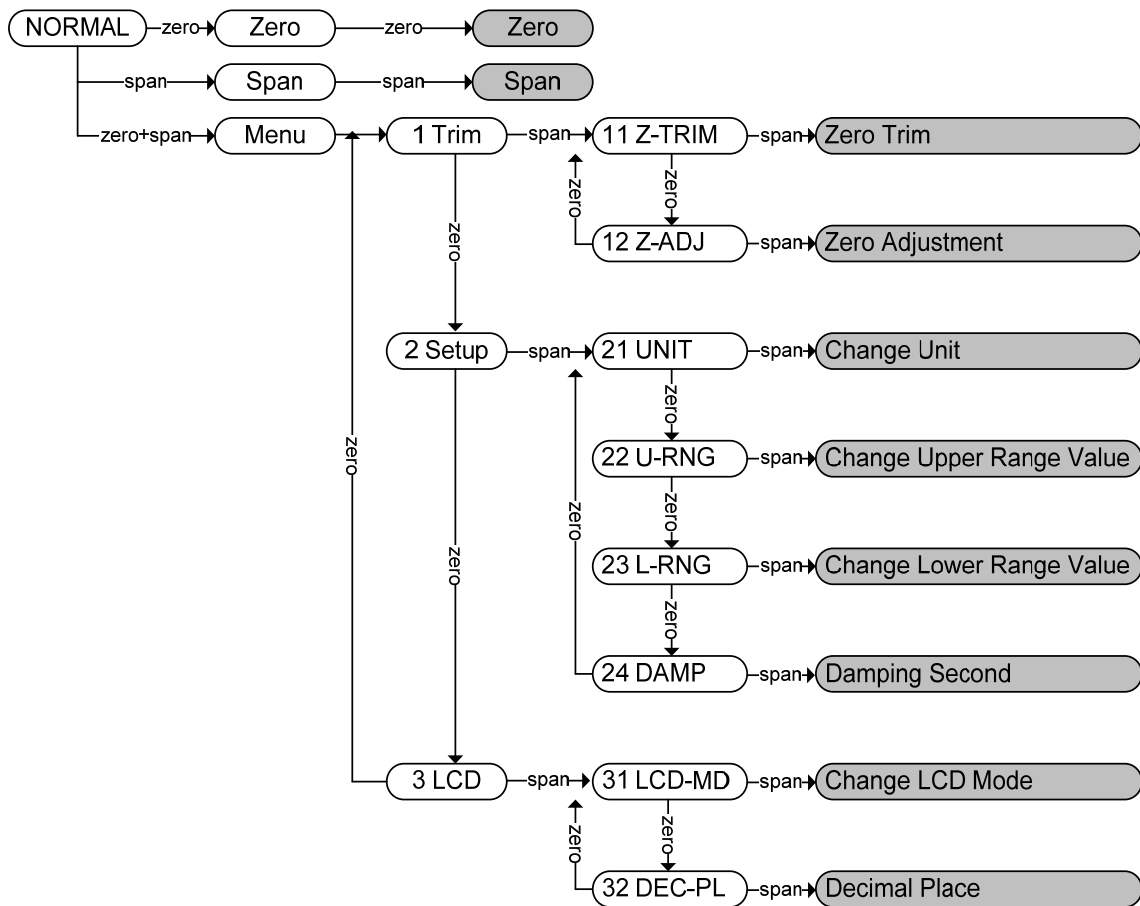 NORMAL zero Zero zero Zero
span Span span Span
zero+span Menu 1 Trim span 11 Z-TRIM span Zero Trim
zero
zero
zero
12 Z-ADJ span Zero Adjustment
2 Setup span 21 UNIT span Change Unit
zero
zero
22 U-RNG span Change Upper Range Value
zero
zero
zero
23 L-RNG span Change Lower Range Value
zero
24 DAMP span Damping Second
3 LCD span 31 LCD-MD span Change LCD Mode
zero
zero
32 DEC-PL span Decimal Place